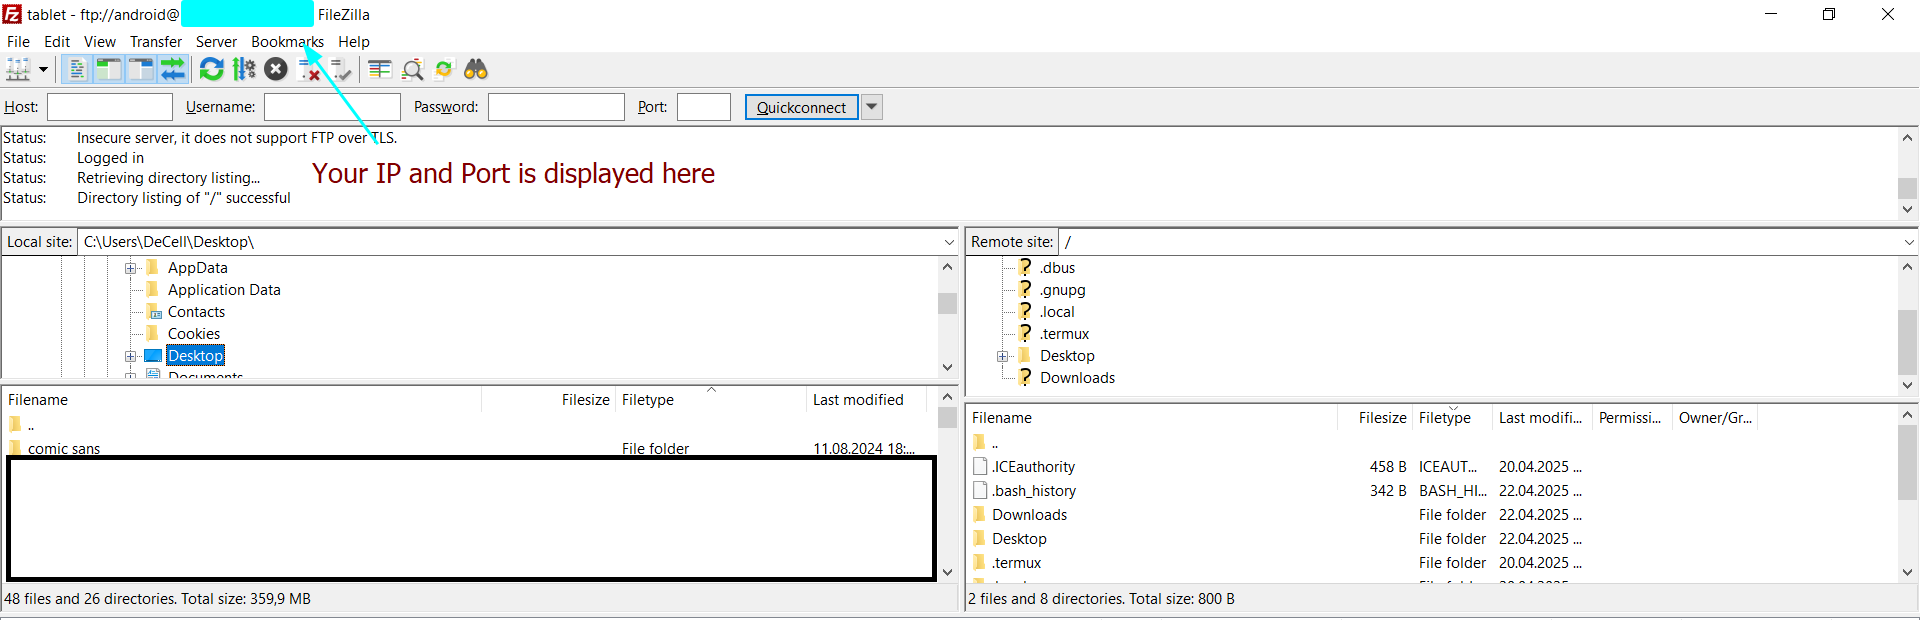 tablet - ftp://android@ FileZilla
File Edit View Transfer Server Bookmarks Help
Host: Username: Password: Port: Quickconnect
Status: Insecure server, it does not support FTP over TLS.
Status: Logged in
Status: Retrieving directory listing...
Status: Directory listing of "/" successful
Your IP and Port is displayed here
Local site: C:\Users\DeCell\Desktop\
AppData
Application Data
Contacts
Cookies
Desktop
Documents
Filename Filesize Filetype Last modified
..
comic sans File folder 11.08.2024 18:...
48 files and 26 directories. Total size: 359,9 MB
Remote site: /
.dbus
.gnupg
.local
.termux
Desktop
Downloads
Filename Filesize Filetype Last modifi... Permissi... Owner/Gr...
..
.ICEauthority 458 B ICEAUT... 20.04.2025 ...
.bash_history 342 B BASH_HI... 22.04.2025 ...
Downloads File folder 22.04.2025 ...
Desktop File folder 22.04.2025 ...
.termux File folder 20.04.2025 ...
2 files and 8 directories. Total size: 800 B